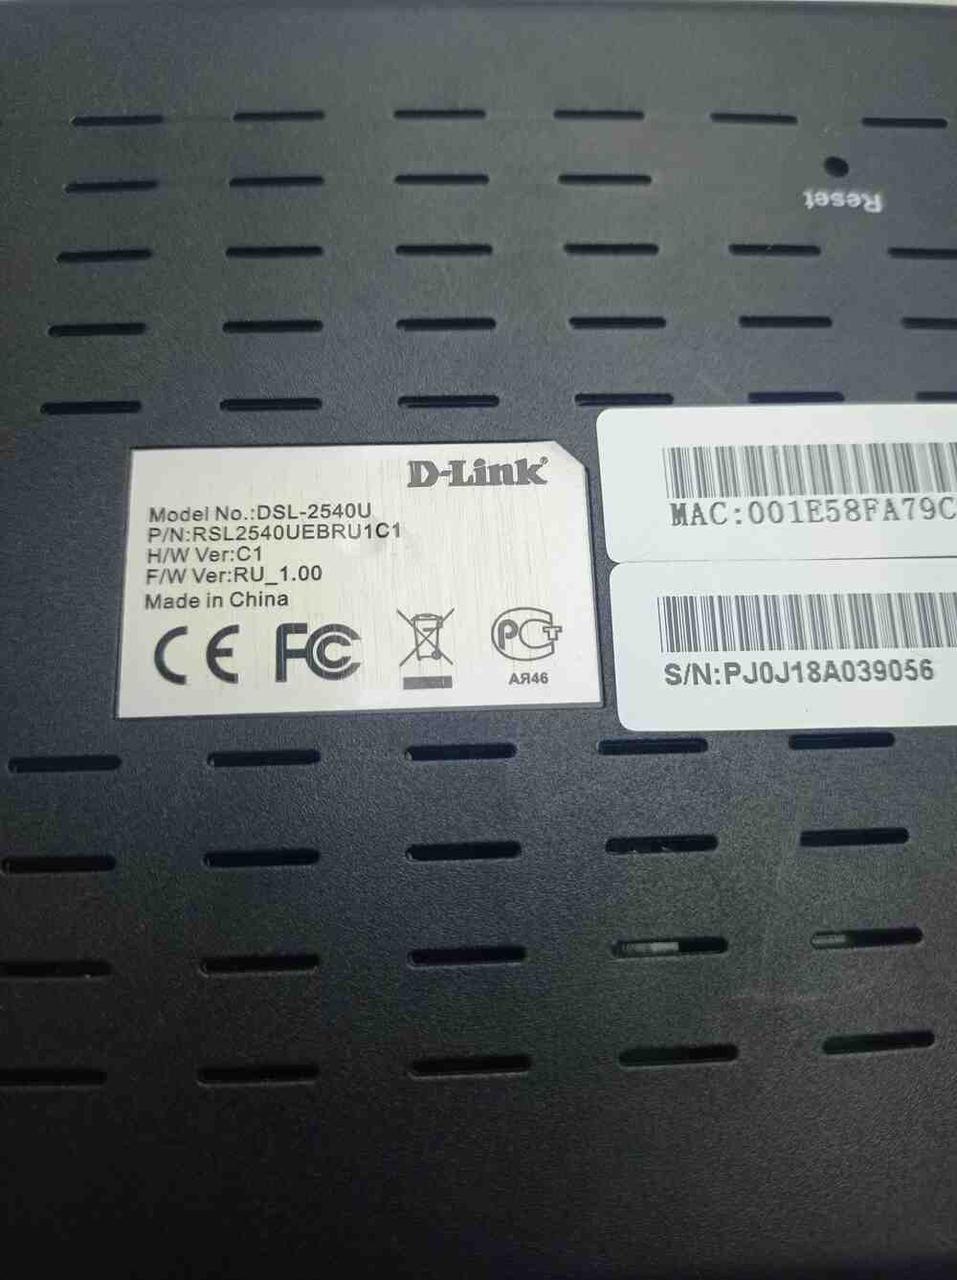 Reset
D-Link®
Model No.:DSL-2540U
P/N:RSL2540UEBRU1C1
H/W Ver:C1
F/W Ver:RU_1.00
Made in China
CE FC
РСТ
АЯ46
MAC:001E58FA79C
S/N:PJ0J18A039056